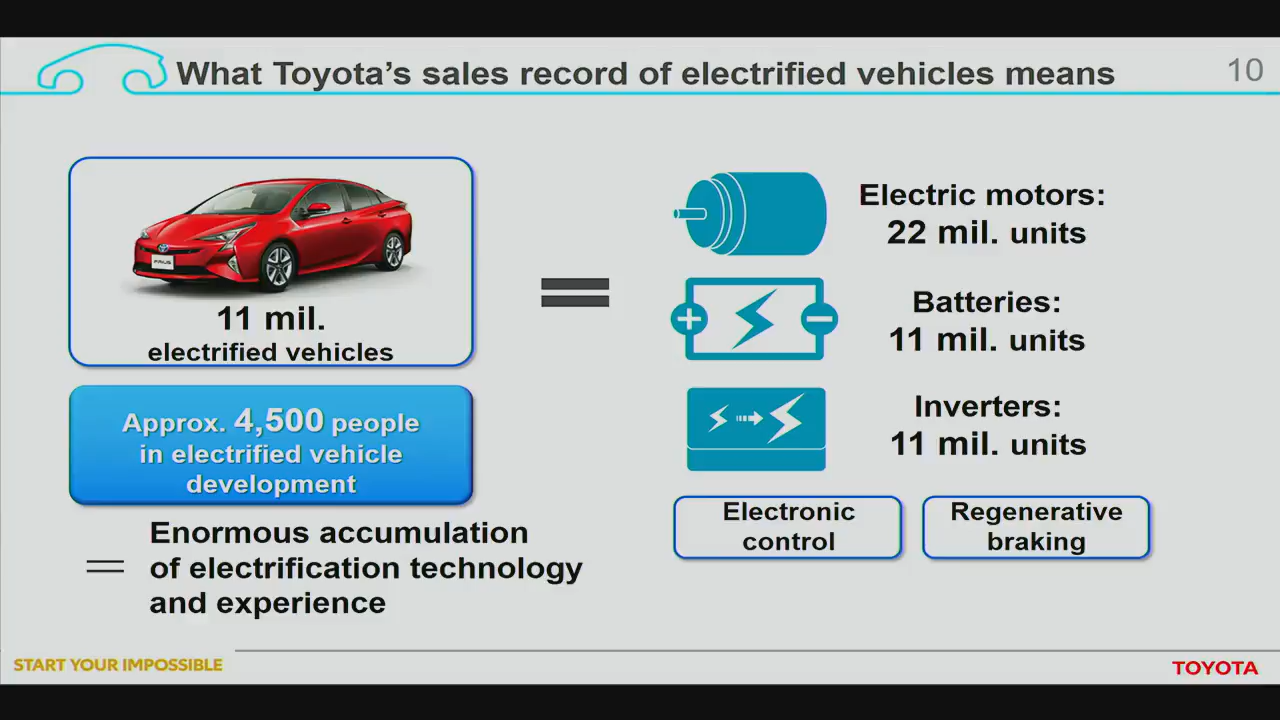 What Toyota's sales record of electrified vehicles means
10
PRIUS
11 mil.
electrified vehicles
Approx. 4,500 people
in electrified vehicle
development
= Enormous accumulation
of electrification technology
and experience
=
Electric motors:
22 mil. units
+ −
Batteries:
11 mil. units
Inverters:
11 mil. units
Electronic
control
Regenerative
braking
START YOUR IMPOSSIBLE
TOYOTA